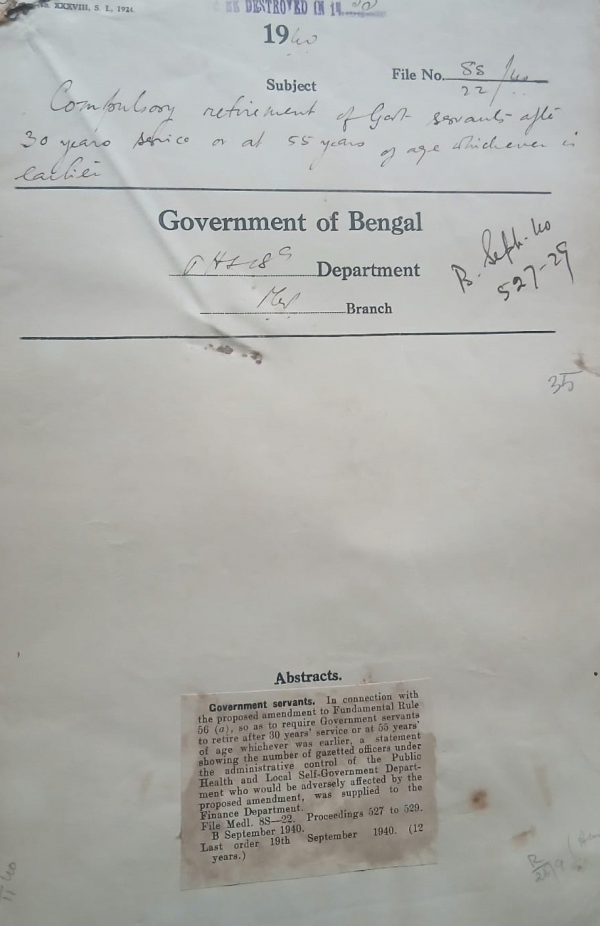 XXXVIII, S. L., 1924.
BE DESTROYED IN 19
1940
File No. 8S/22/40
Subject
Compulsory retirement of Govt servants after
30 years service or at 55 years of age whichever is
earlier
Government of Bengal
PH & LSG Department
Medl Branch
B. Septr. 40
527-29
35
Abstracts.
Government servants. In connection with
the proposed amendment to Fundamental Rule
56 (a), so as to require Government servants
to retire after 30 years' service or at 55 years'
of age whichever was earlier, a statement
showing the number of gazetted officers under
the administrative control of the Public
Health and Local Self-Government Depart-
ment who would be adversely affected by the
proposed amendment, was supplied to the
Finance Department.
File Medl. 8S—22. Proceedings 527 to 529.
B September 1940.
Last order 19th September 1940. (12
years.)